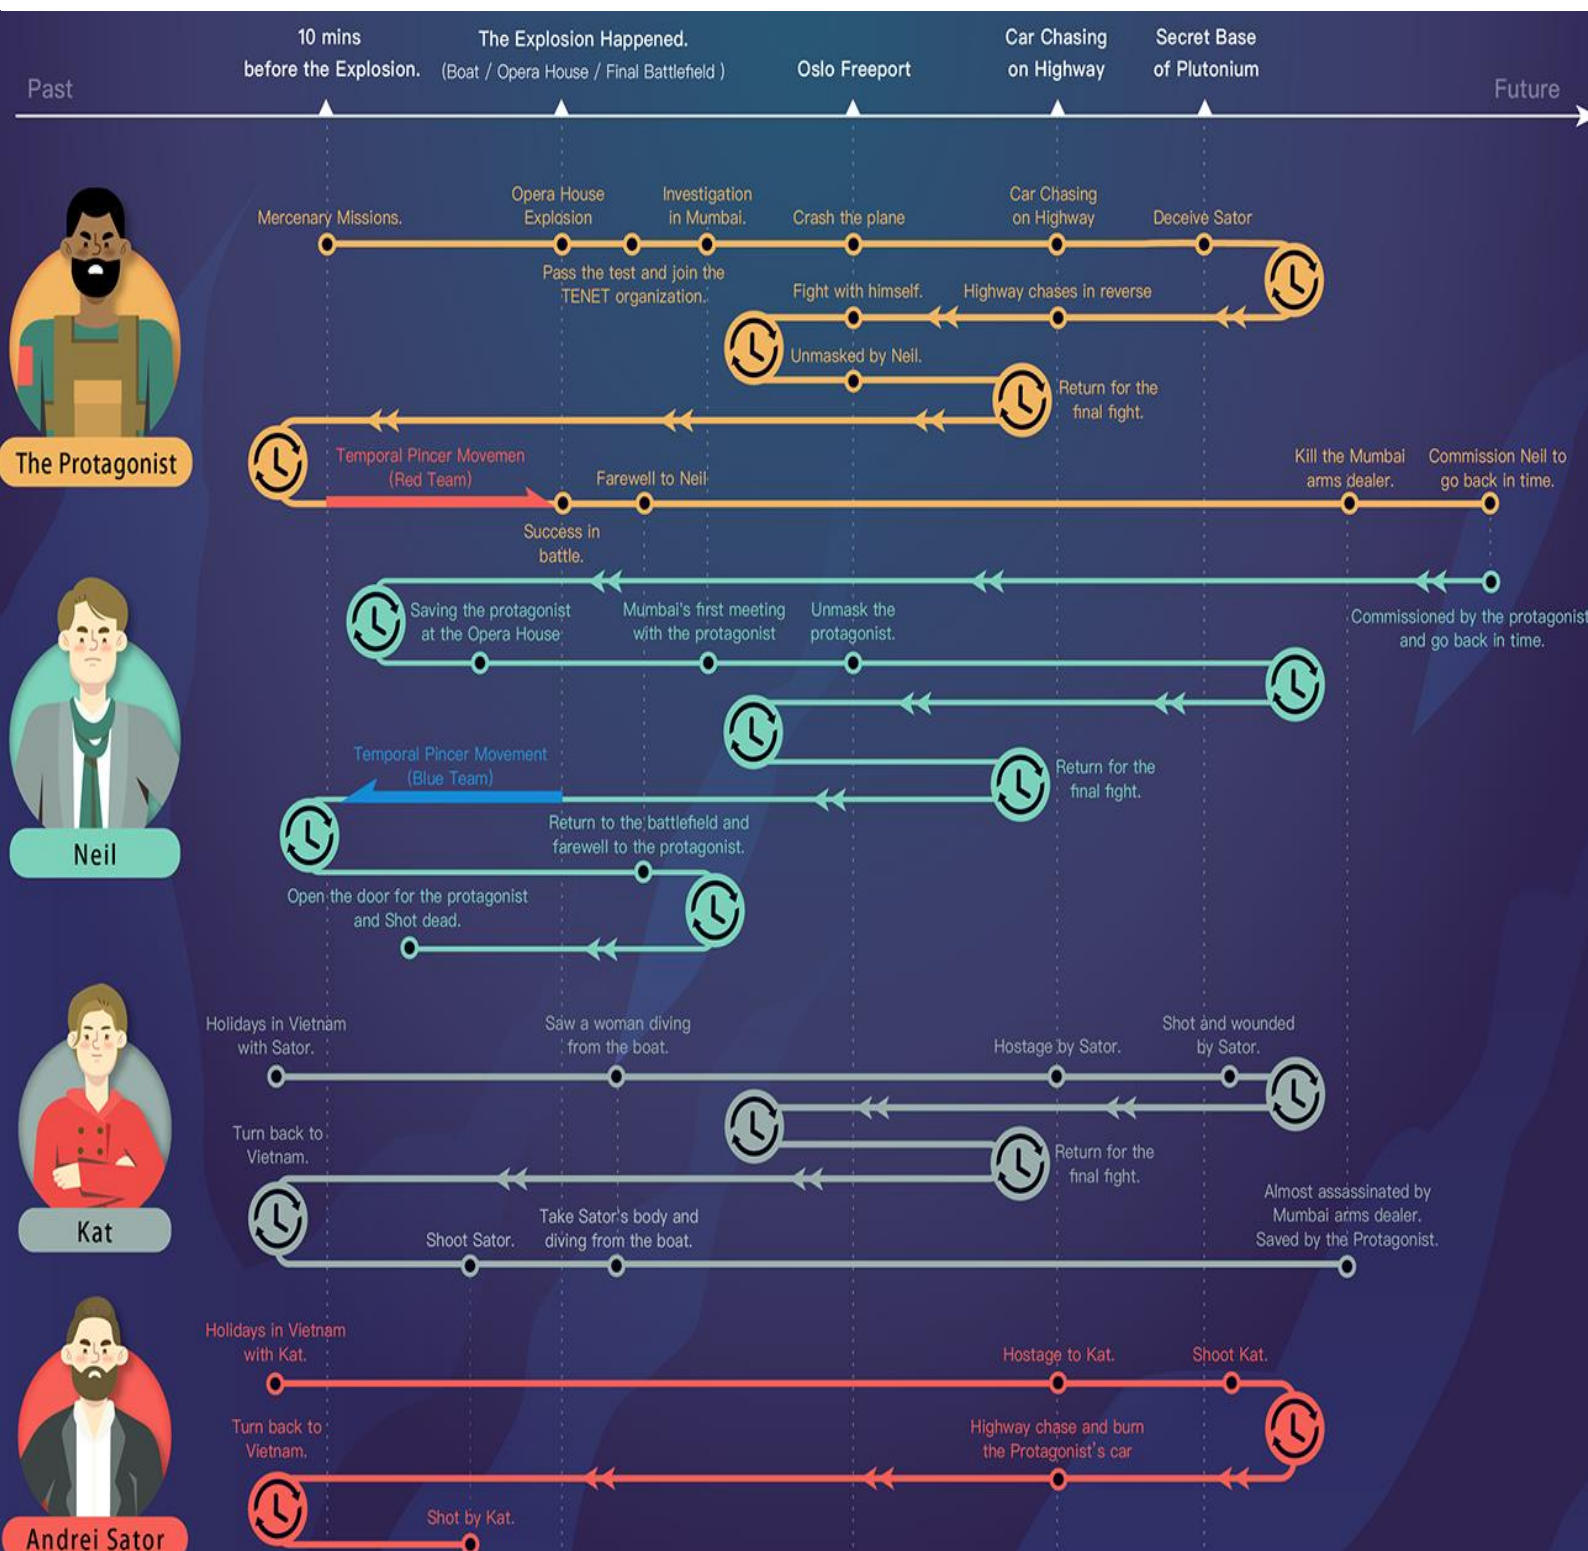 10 mins
before the Explosion.
The Explosion Happened.
(Boat / Opera House / Final Battlefield )
Oslo Freeport
Car Chasing
on Highway
Secret Base
of Plutonium
Past
Future
Mercenary Missions.
Opera House
Explosion
Investigation
in Mumbai.
Crash the plane
Car Chasing
on Highway
Deceive Sator
Pass the test and join the
TENET organization.
Fight with himself.
Highway chases in reverse
Unmasked by Neil.
Return for the
final fight.
The Protagonist
Temporal Pincer Movemen
(Red Team)
Farewell to Neil
Kill the Mumbai
arms dealer.
Commission Neil to
go back in time.
Success in
battle.
Saving the protagonist
at the Opera House
Mumbai's first meeting
with the protagonist
Unmask the
protagonist.
Commissioned by the protagonist
and go back in time.
Temporal Pincer Movement
(Blue Team)
Return for the
final fight.
Neil
Return to the battlefield and
farewell to the protagonist.
Open the door for the protagonist
and Shot dead.
Holidays in Vietnam
with Sator.
Saw a woman diving
from the boat.
Hostage by Sator.
Shot and wounded
by Sator.
Turn back to
Vietnam.
Return for the
final fight.
Kat
Shoot Sator.
Take Sator's body and
diving from the boat.
Almost assassinated by
Mumbai arms dealer.
Saved by the Protagonist.
Holidays in Vietnam
with Kat.
Hostage to Kat.
Shoot Kat.
Turn back to
Vietnam.
Highway chase and burn
the Protagonist's car
Shot by Kat.
Andrei Sator